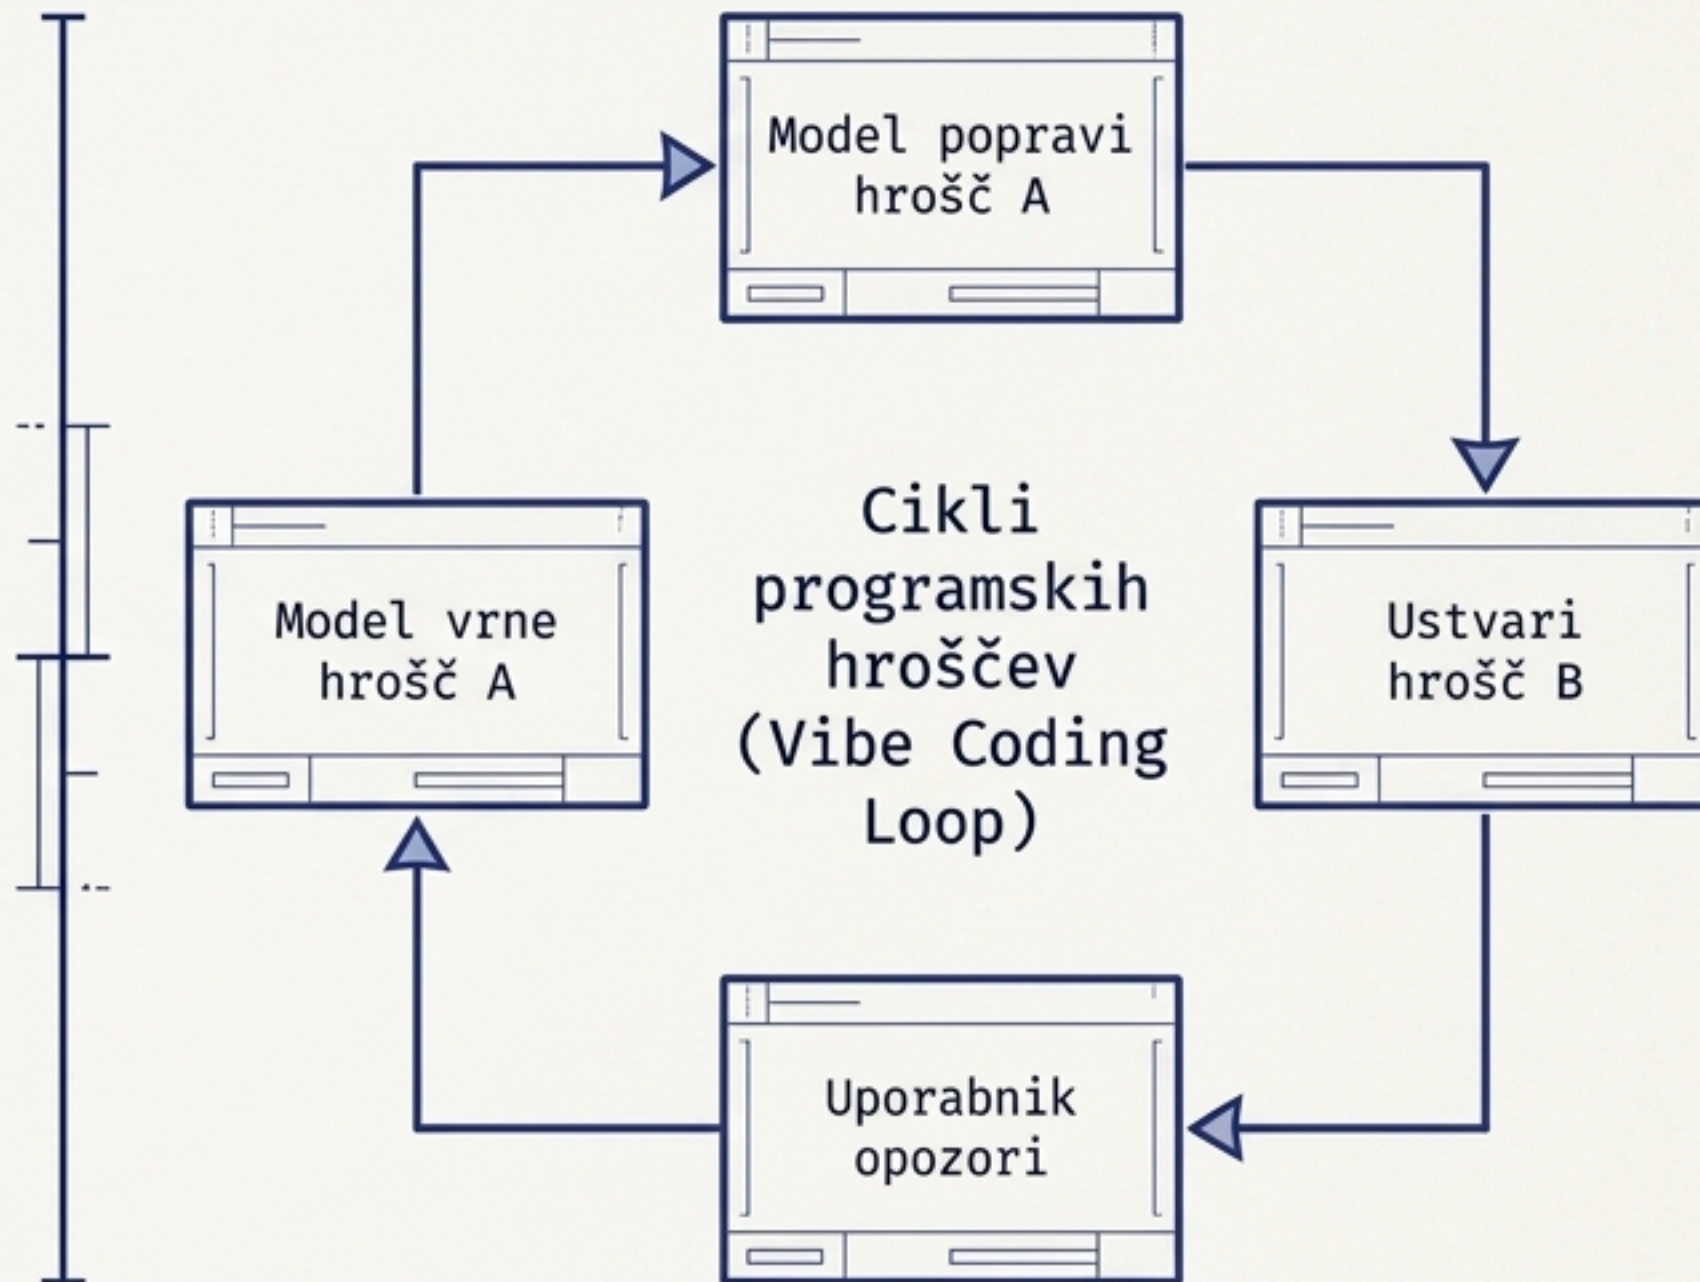 Model popravi
hrošč A
Cikli
programskih
hroščev
(Vibe Coding
Loop)
Model vrne
hrošč A
Ustvari
hrošč B
Uporabnik
opozori